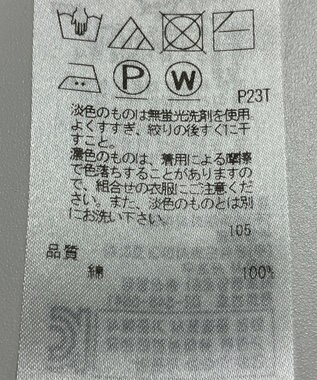 P W
P23T
淡色のものは無蛍光洗剤を使用
よくすすぎ、絞りの後すぐに干
すこと。
濃色のものは、着用による摩擦
で色落ちすることがありますの
で、組合せの衣服にご注意くだ
さい。また、淡色のものとは別
にお洗い下さい。
105
品質
綿 100%